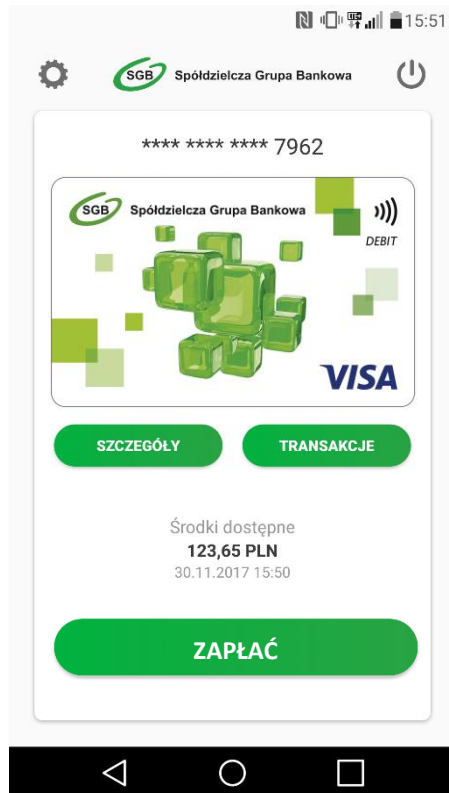 15:51
SGB Spółdzielcza Grupa Bankowa
**** **** **** 7962
SGB Spółdzielcza Grupa Bankowa
DEBIT
VISA
SZCZEGÓŁY TRANSAKCJE
Środki dostępne
123,65 PLN
30.11.2017 15:50
ZAPŁAĆ